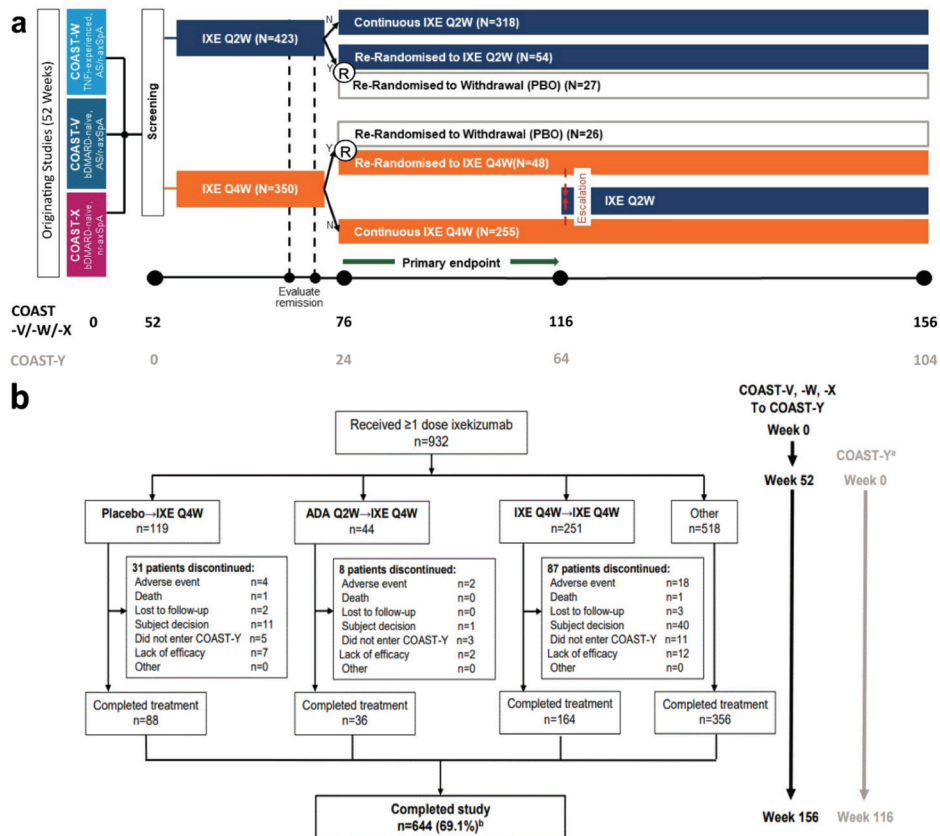 a
Originating Studies (52 Weeks)
COAST-W
TNFi-experienced,
AS/r-axSpA
COAST-V
bDMARD-naive,
AS/r-axSpA
COAST-X
bDMARD-naive,
nr-axSpA
Screening
IXE Q2W (N=423)
N
Continuous IXE Q2W (N=318)
Re-Randomised to IXE Q2W (N=54)
Y
R
Re-Randomised to Withdrawal (PBO) (N=27)
Re-Randomised to Withdrawal (PBO) (N=26)
Y
R
Re-Randomised to IXE Q4W(N=48)
IXE Q4W (N=350)
Escalation
IXE Q2W
N
Continuous IXE Q4W (N=255)
Primary endpoint
Evaluate
remission
COAST
-V/-W/-X 0 52 76 116 156
COAST-Y 0 24 64 104
b
COAST-V, -W, -X
To COAST-Y
Week 0
Received ≥1 dose ixekizumab
n=932
COAST-Yᵃ
Week 52 Week 0
Placebo→IXE Q4W
n=119
ADA Q2W→IXE Q4W
n=44
IXE Q4W→IXE Q4W
n=251
Other
n=518
31 patients discontinued:
Adverse event n=4
Death n=1
Lost to follow-up n=2
Subject decision n=11
Did not enter COAST-Y n=5
Lack of efficacy n=7
Other n=0
8 patients discontinued:
Adverse event n=2
Death n=0
Lost to follow-up n=0
Subject decision n=1
Did not enter COAST-Y n=3
Lack of efficacy n=2
Other n=0
87 patients discontinued:
Adverse event n=18
Death n=1
Lost to follow-up n=3
Subject decision n=40
Did not enter COAST-Y n=11
Lack of efficacy n=12
Other n=0
Completed treatment
n=88
Completed treatment
n=36
Completed treatment
n=164
Completed treatment
n=356
Completed study
n=644 (69.1%)ᵇ
Week 156 Week 116